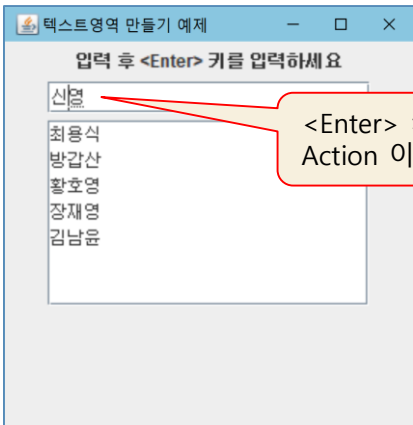 텍스트영역 만들기 예제
입력 후 <Enter> 키를 입력하세요
신영
<Enter>
Action 이
최용식
방갑산
황호영
장재영
김남윤